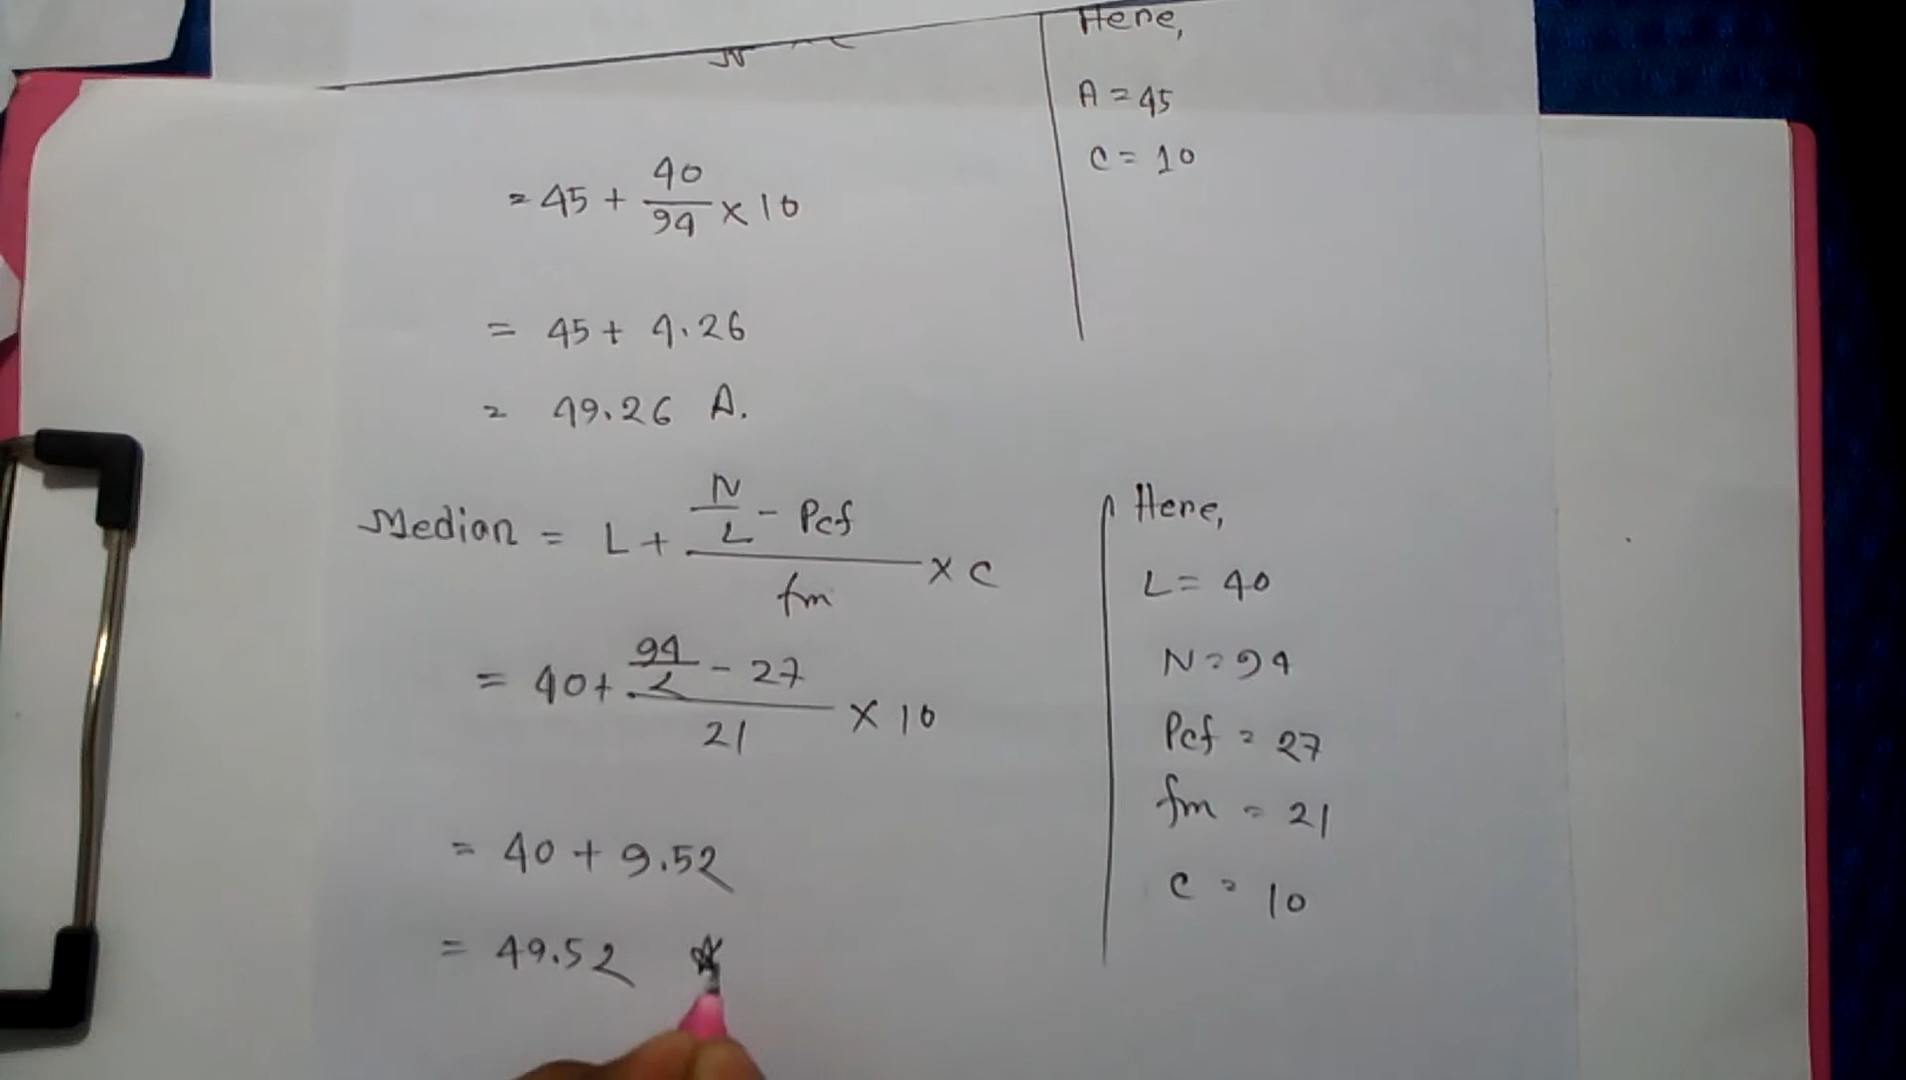 Here,
A = 45
C = 10
= 45 + 40/94 × 10
= 45 + 4.26
= 49.26 A.
Median = L + (N/2 - Pcf)/fm × C
= 40 + (94/2 - 27)/21 × 10
= 40 + 9.52
= 49.52
Here,
L = 40
N = 94
Pcf = 27
fm = 21
C = 10